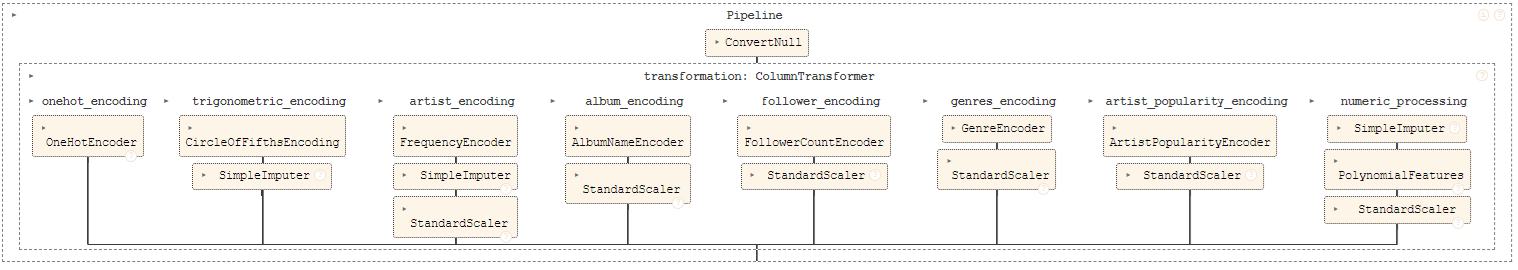 Pipeline
ConvertNull
transformation: ColumnTransformer
onehot_encoding trigonometric_encoding artist_encoding album_encoding follower_encoding genres_encoding artist_popularity_encoding numeric_processing
OneHotEncoder
CircleOfFifthsEncoding
SimpleImputer
FrequencyEncoder
SimpleImputer
StandardScaler
AlbumNameEncoder
StandardScaler
FollowerCountEncoder
StandardScaler
GenreEncoder
StandardScaler
ArtistPopularityEncoder
StandardScaler
SimpleImputer
PolynomialFeatures
StandardScaler